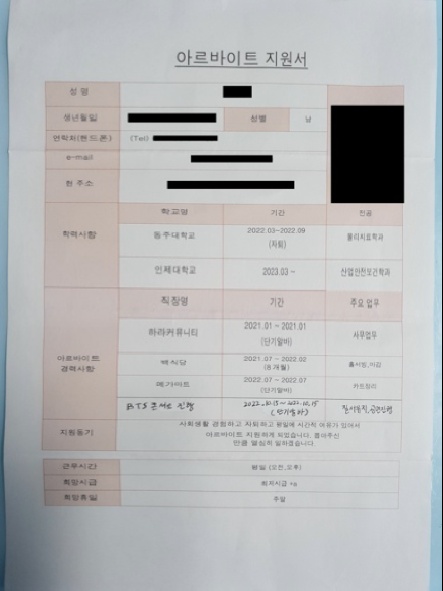 아르바이트 지원서
성 명
생년월일 성별 남
연락처(핸드폰) (Tel)
e-mail
현 주소
학력사항 학교명 기간 전공
동주대학교 2022.03~2022.09 (자퇴) 물리치료학과
인제대학교 2023.03 ~ 산업안전보건학과
아르바이트 경력사항 직장명 기간 주요 업무
하라커뮤니티 2021.01 ~ 2021.01 (단기알바) 사무업무
백식당 2021.07 ~ 2022.02 (8개월) 홀서빙,마감
메가마트 2022.07 ~ 2022.07 (단기알바) 카트정리
BTS 콘서트 진행 2022.10.15 ~ 2022.10.15 (단기알바)
지원동기 사회생활 경험하고 자퇴하고 평일에 시간적 여유가 있어서
아르바이트 지원하게 되었습니다. 뽑아주신
만큼 열심히 일하겠습니다.
근무시간 평일 (오전,오후)
희망시급 최저시급
희망휴일 주말